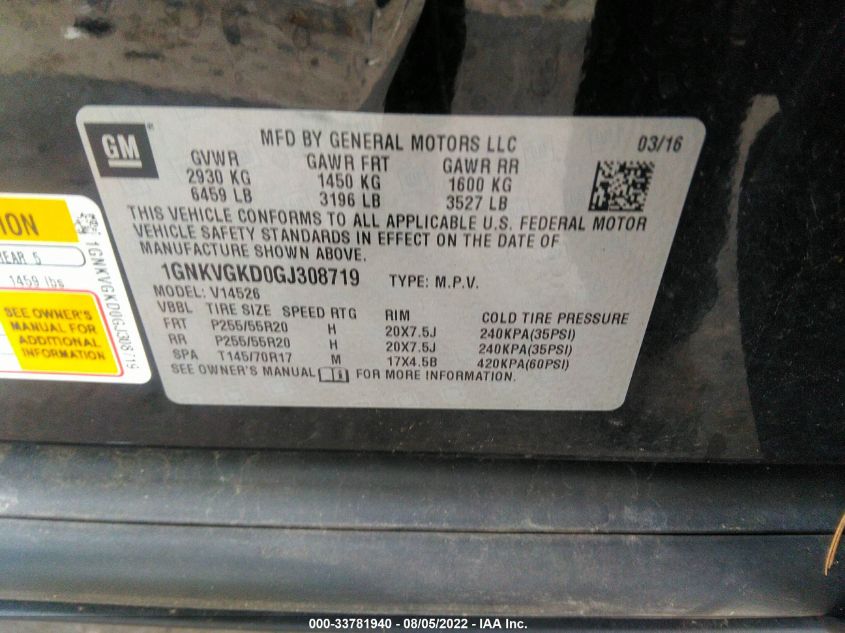 GM
MFD BY GENERAL MOTORS LLC
03/16
GVWR GAWR FRT GAWR RR
2930 KG 1450 KG 1600 KG
6459 LB 3196 LB 3527 LB
THIS VEHICLE CONFORMS TO ALL APPLICABLE U.S. FEDERAL MOTOR
VEHICLE SAFETY STANDARDS IN EFFECT ON THE DATE OF
MANUFACTURE SHOWN ABOVE.
1GNKVGKD0GJ308719 TYPE: M.P.V.
MODEL: V14526
VBBL TIRE SIZE SPEED RTG RIM COLD TIRE PRESSURE
FRT P255/55R20 H 20X7.5J 240KPA(35PSI)
RR P255/55R20 H 20X7.5J 240KPA(35PSI)
SPA T145/70R17 M 17X4.5B 420KPA(60PSI)
SEE OWNER'S MANUAL FOR MORE INFORMATION.
TION
REAR 5
1459 lbs
SEE OWNER'S
MANUAL FOR
ADDITIONAL
INFORMATION
1GNKVGKD0GJ308719
000-33781940 - 08/05/2022 - IAA Inc.